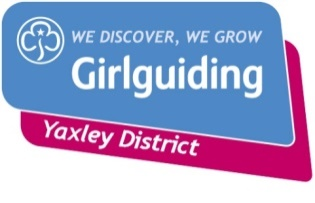 WE DISCOVER, WE GROW
Girlguiding
Yaxley District